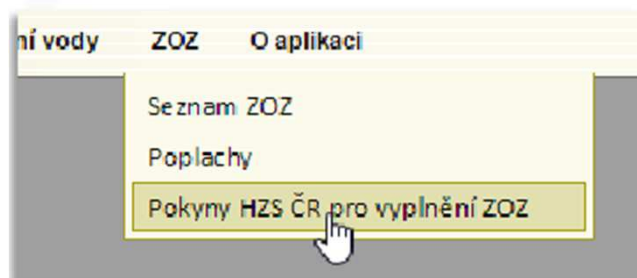 ní vody ZOZ O aplikaci
Seznam ZOZ
Poplachy
Pokyny HZS ČR pro vyplnění ZOZ